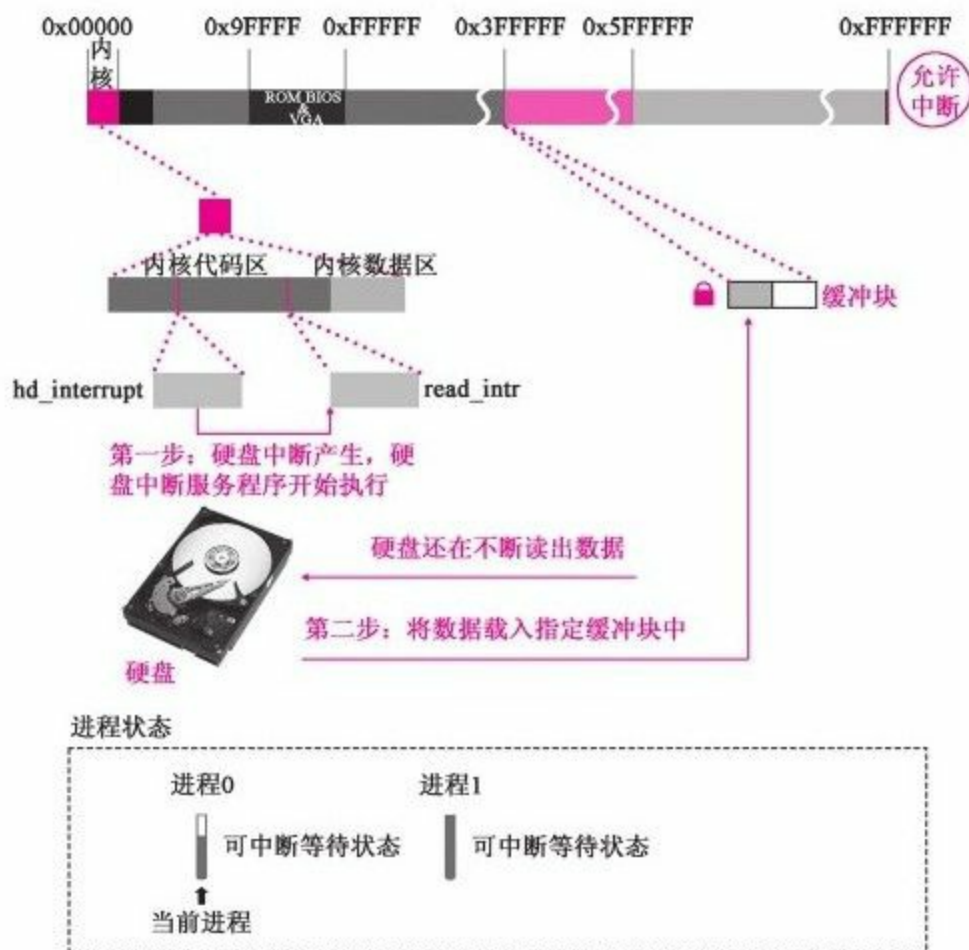 0x00000 0x9FFFF 0xFFFFF 0x3FFFFF 0x5FFFFF 0xFFFFFF
内
核
ROM BIOS
&
VGA
允许
中断
内核代码区 内核数据区
缓冲块
hd_interrupt read_intr
第一步：硬盘中断产生，硬
盘中断服务程序开始执行
硬盘还在不断读出数据
第二步：将数据载入指定缓冲块中
硬盘
进程状态
进程0 进程1
可中断等待状态 可中断等待状态
当前进程